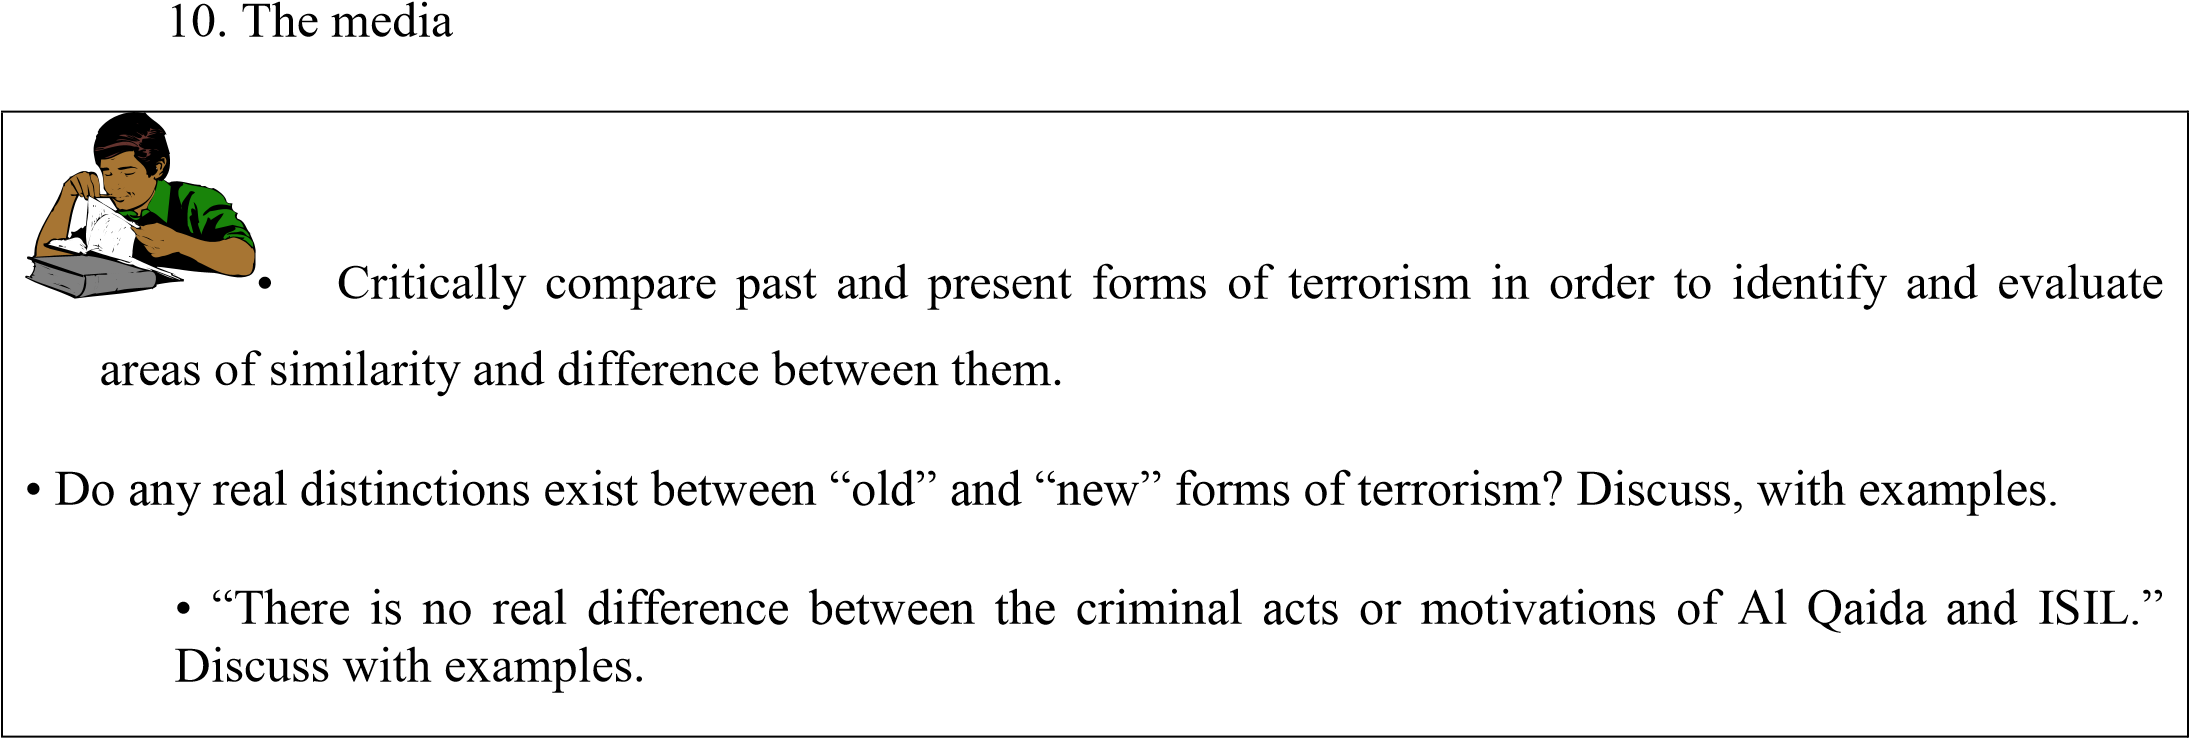 10. The media
• Critically compare past and present forms of terrorism in order to identify and evaluate
areas of similarity and difference between them.
• Do any real distinctions exist between “old” and “new” forms of terrorism? Discuss, with examples.
• “There is no real difference between the criminal acts or motivations of Al Qaida and ISIL.”
Discuss with examples.